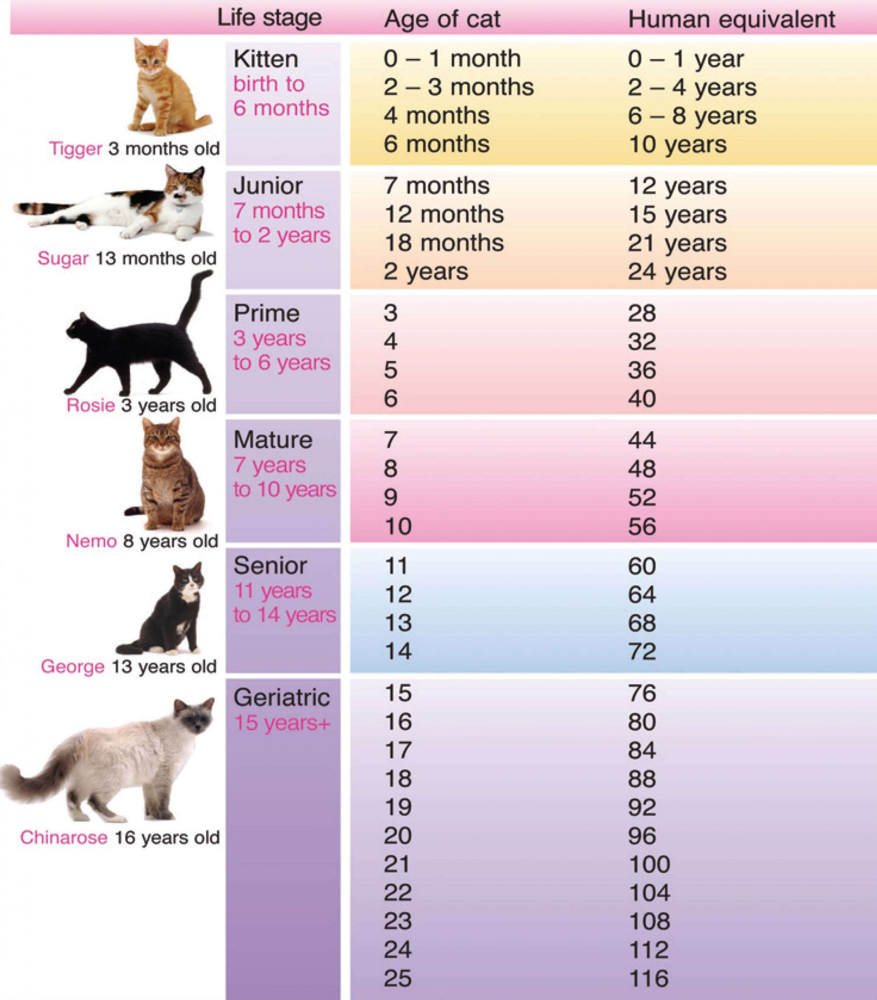 Life stage Age of cat Human equivalent
Kitten
birth to
6 months
0 – 1 month 0 – 1 year
2 – 3 months 2 – 4 years
4 months 6 – 8 years
6 months 10 years
Tigger 3 months old
Junior
7 months
to 2 years
7 months 12 years
12 months 15 years
18 months 21 years
2 years 24 years
Sugar 13 months old
Prime
3 years
to 6 years
3 28
4 32
5 36
6 40
Rosie 3 years old
Mature
7 years
to 10 years
7 44
8 48
9 52
10 56
Nemo 8 years old
Senior
11 years
to 14 years
11 60
12 64
13 68
14 72
George 13 years old
Geriatric
15 years+
15 76
16 80
17 84
18 88
19 92
20 96
21 100
22 104
23 108
24 112
25 116
Chinarose 16 years old